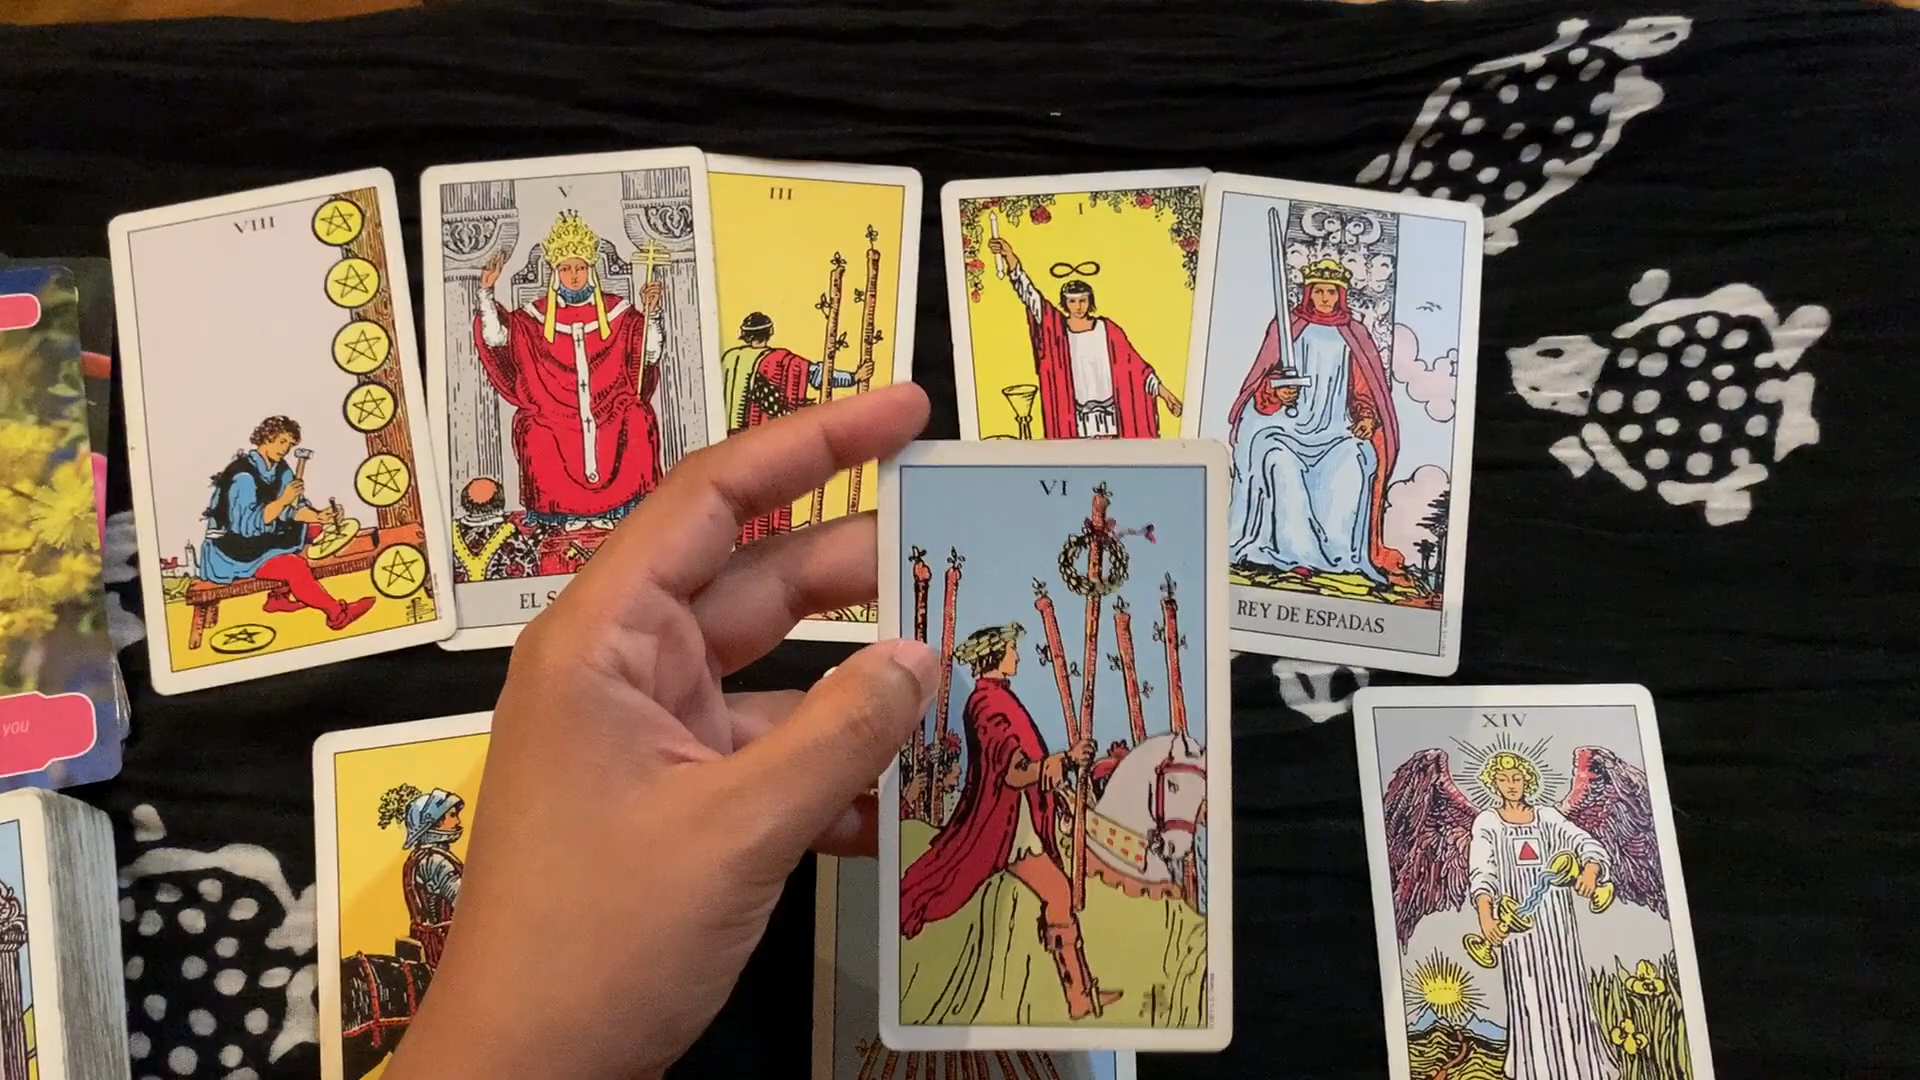 VIII
V
III
I
EL S
REY DE ESPADAS
VI
XIV
you